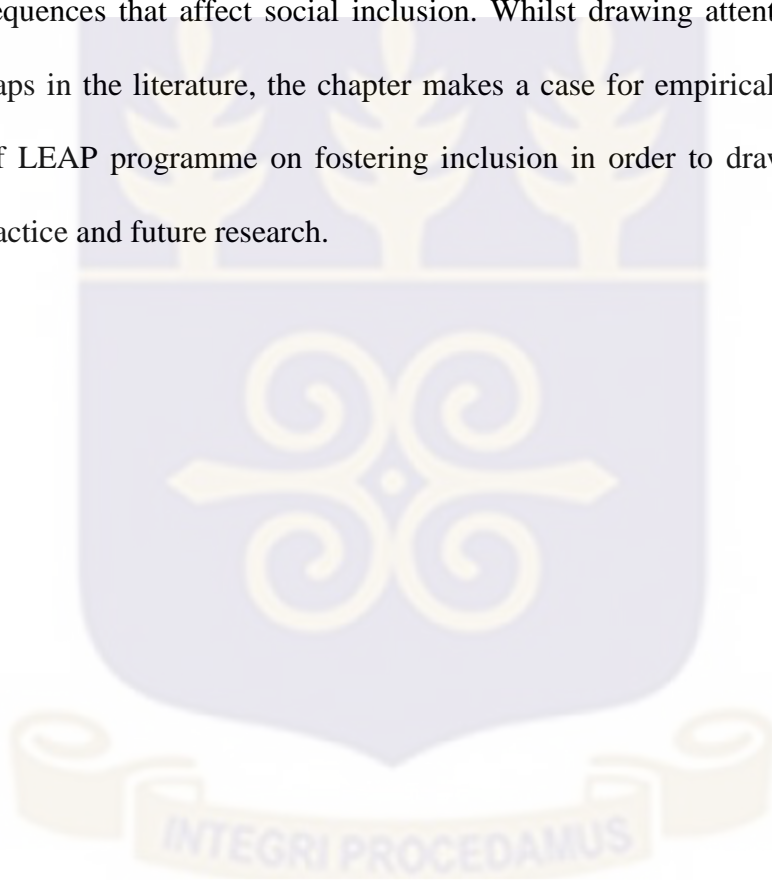 equences that affect social inclusion. Whilst drawing attent
aps in the literature, the chapter makes a case for empirical
f LEAP programme on fostering inclusion in order to draw
actice and future research.
INTEGRI PROCEDAMUS